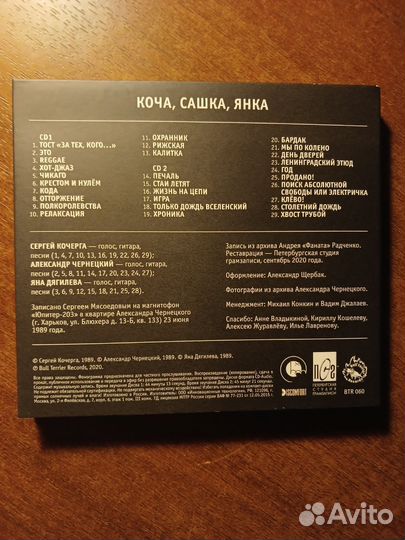 КОЧА, САШКА, ЯНКА
CD1
1. ТОСТ «ЗА ТЕХ, КОГО...»
2. ЭТО
3. REGGAE
4. ХОТ-ДЖАЗ
5. ЧИКАГО
6. КРЕСТОМ И НУЛЁМ
7. КОДА
8. ОТТОРЖЕНИЕ
9. ПОЛКОРОЛЕВСТВА
10. РЕЛАКСАЦИЯ
11. ОХРАННИК
12. РИЖСКАЯ
13. КАЛИТКА
CD 2
14. ПЕЧАЛЬ
15. СТАИ ЛЕТЯТ
16. ЖИЗНЬ НА ЦЕПИ
17. ИГРА
18. ТОЛЬКО ДОЖДЬ ВСЕЛЕНСКИЙ
19. ХРОНИКА
20. БАРДАК
21. МЫ ПО КОЛЕНО
22. ДЕНЬ ДВЕРЕЙ
23. ЛЕНИНГРАДСКИЙ ЭТЮД
24. ГОД
25. ПРОДАНО!
26. ПОИСК АБСОЛЮТНОЙ
СВОБОДЫ ИЛИ ЭЛЕКТРИЧКА
27. КЛЁВО!
28. СТОЛЕТНИЙ ДОЖДЬ
29. ХВОСТ ТРУБОЙ
СЕРГЕЙ КОЧЕРГА — голос, гитара,
песни (1, 4, 7, 10, 13, 16, 19, 22, 26, 29);
АЛЕКСАНДР ЧЕРНЕЦКИЙ — голос, гитара,
песни (2, 5, 8, 11, 14, 17, 20, 23, 24, 27);
ЯНА ДЯГИЛЕВА — голос, гитара,
песни (3, 6, 9, 12, 15, 18, 21, 25, 28).
Записано Сергеем Мясоедовым на магнитофон
«Юпитер-203» в квартире Александра Чернецкого
(г. Харьков, ул. Блюхера д. 13-Б, кв. 133) 23 июня
1989 года.
Запись из архива Андрея «Фаната» Радченко.
Реставрация — Петербургская студия
грамзаписи, сентябрь 2020 года.
Оформление: Александр Щербак.
Фотографии из архива Александра Чернецкого.
Менеджмент: Михаил Конкин и Вадим Джалаев.
Спасибо: Анне Владыкиной, Кириллу Кошелеву,
Алексею Журавлёву, Илье Лавренову.
© Сергей Кочерга, 1989. © Александр Чернецкий, 1989. © Яна Дягилева, 1989.
℗ Bull Terrier Records, 2020.
DISCOMFORT
ПЕТЕРБУРГСКАЯ
СТУДИЯ
ГРАМЗАПИСИ
BTR 060
Avito